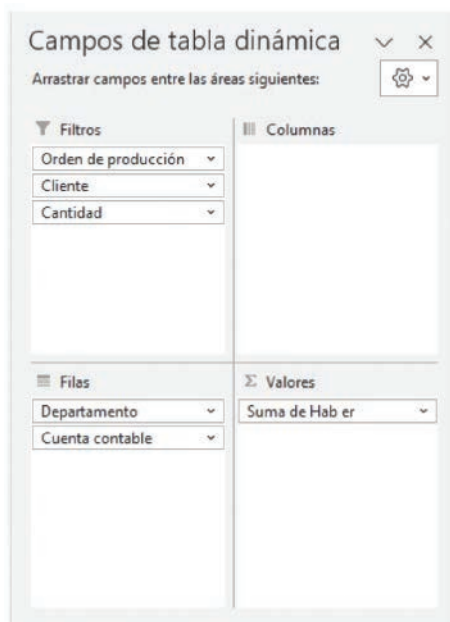 Campos de tabla dinámica
Arrastrar campos entre las áreas siguientes:
Filtros
Orden de producción
Cliente
Cantidad
Columnas
Filas
Departamento
Cuenta contable
Σ Valores
Suma de Hab er